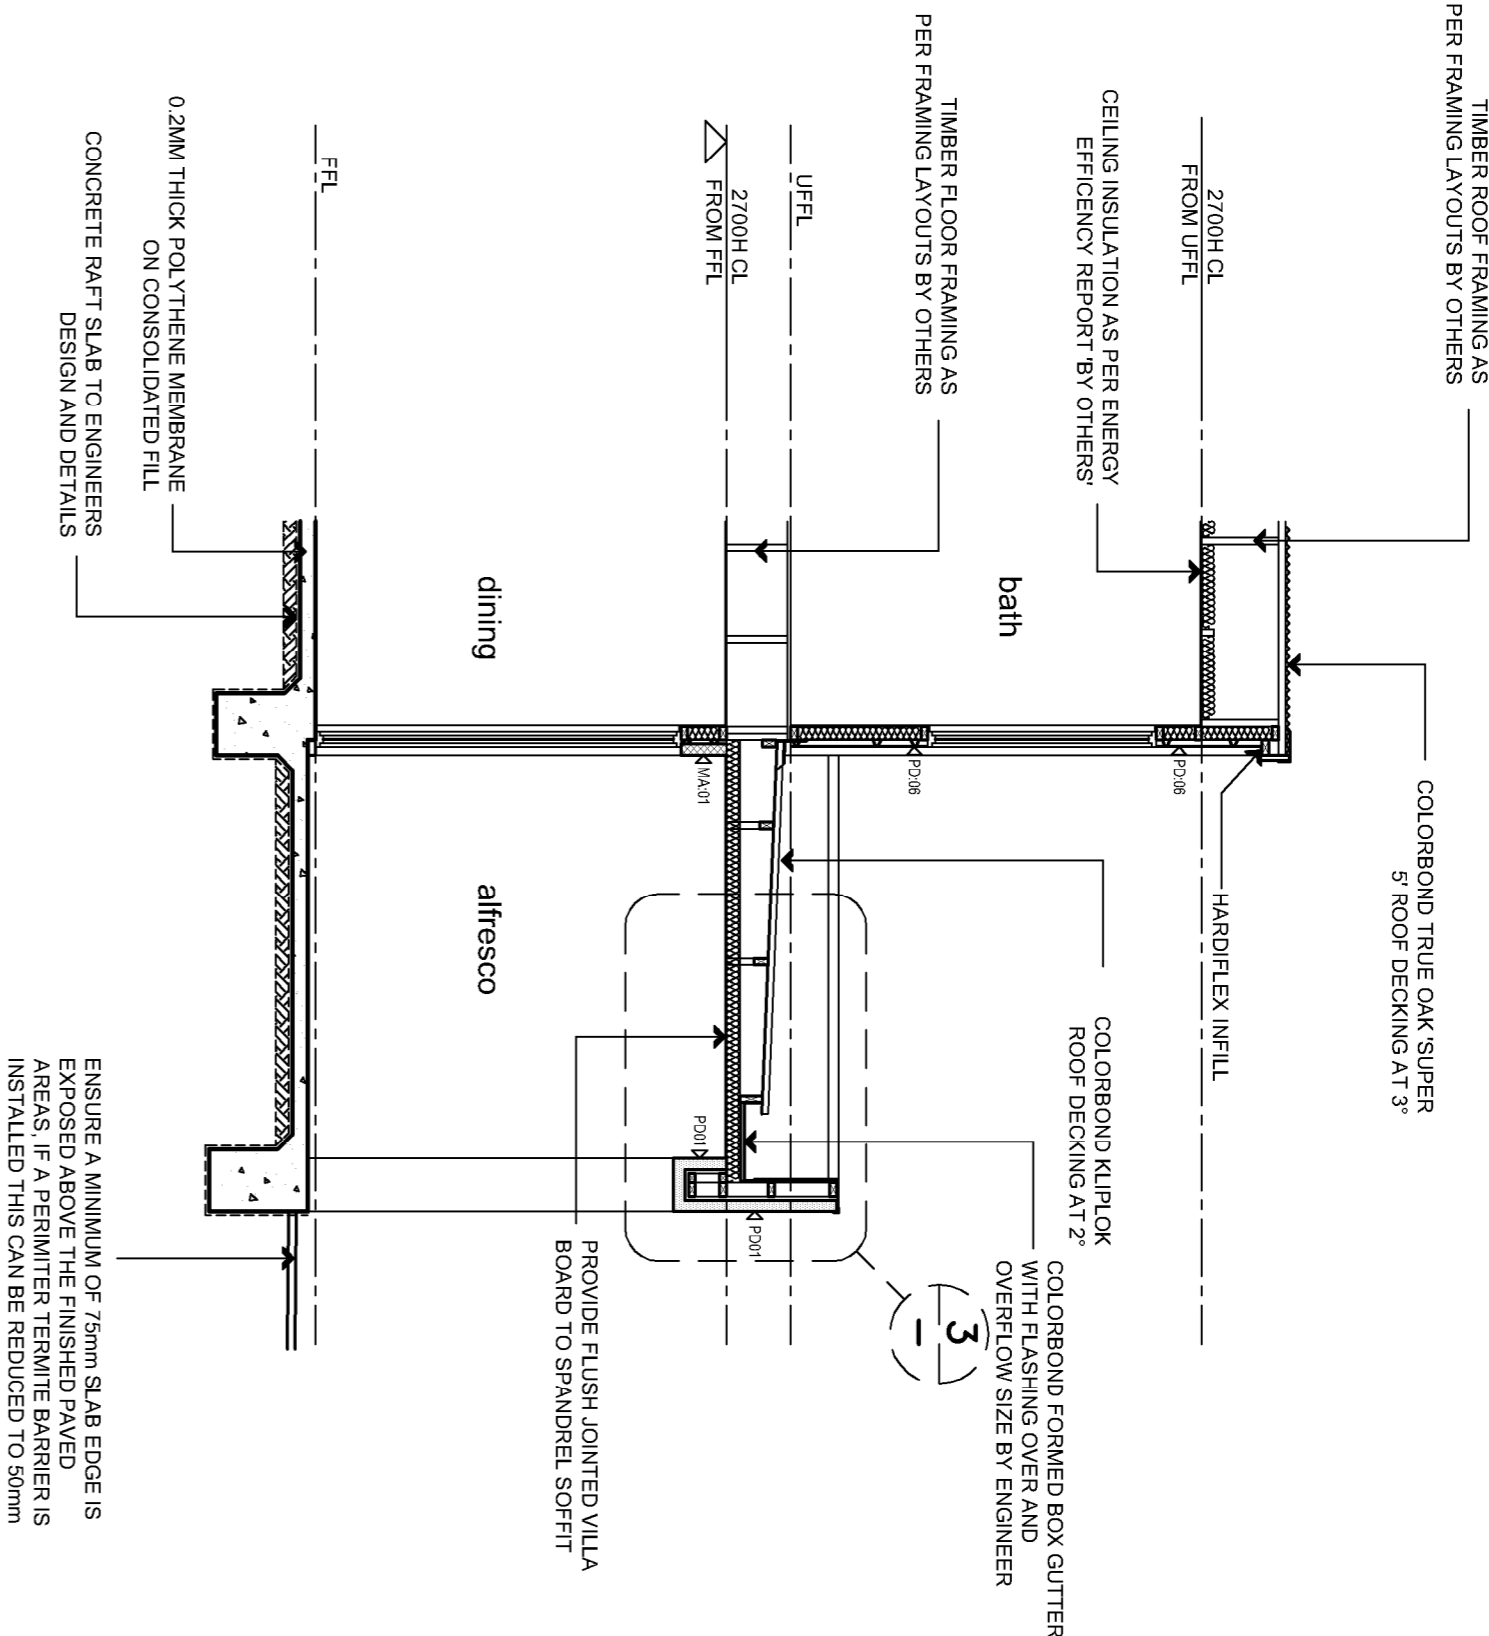 TIMBER ROOF FRAMING AS
PER FRAMING LAYOUTS BY OTHERS
COLORBOND TRUE OAK 'SUPER
5' ROOF DECKING AT 3°
2700H CL
FROM UFFL
HARDIFLEX INFILL
CEILING INSULATION AS PER ENERGY
EFFICENCY REPORT 'BY OTHERS'
PD:06
bath
COLORBOND KLIPLOK
ROOF DECKING AT 2°
COLORBOND FORMED BOX GUTTER
WITH FLASHING OVER AND
OVERFLOW SIZE BY ENGINEER
TIMBER FLOOR FRAMING AS
PER FRAMING LAYOUTS BY OTHERS
PD:06
3
-
UFFL
2700H CL
FROM FFL
MA:01
PD01
PD01
PROVIDE FLUSH JOINTED VILLA
BOARD TO SPANDREL SOFFIT
dining
alfresco
FFL
0.2MM THICK POLYTHENE MEMBRANE
ON CONSOLIDATED FILL
CONCRETE RAFT SLAB TC ENGINEERS
DESIGN AND DETAILS
ENSURE A MINIMUM OF 75mm SLAB EDGE IS
EXPOSED ABOVE THE FINISHED PAVED
AREAS, IF A PERIMITER TERMITE BARRIER IS
INSTALLED THIS CAN BE REDUCED TO 50mm